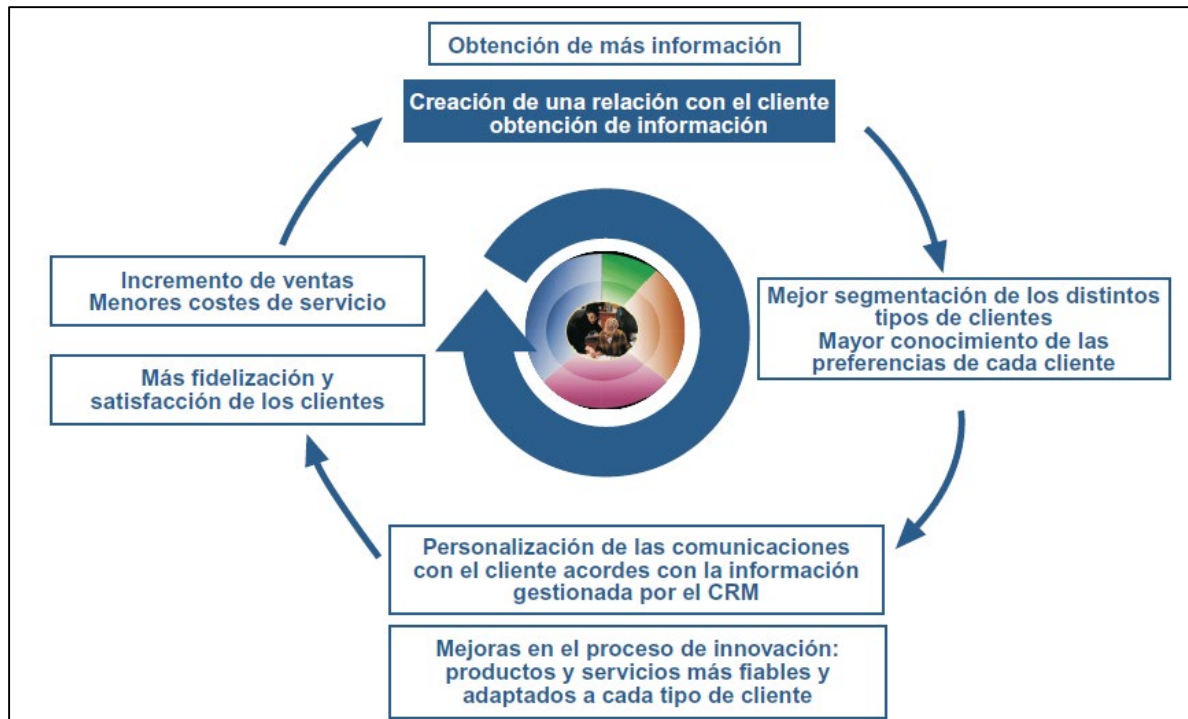 Obtención de más información
Creación de una relación con el cliente
obtención de información
Mejor segmentación de los distintos
tipos de clientes
Mayor conocimiento de las
preferencias de cada cliente
Personalización de las comunicaciones
con el cliente acordes con la información
gestionada por el CRM
Mejoras en el proceso de innovación:
productos y servicios más fiables y
adaptados a cada tipo de cliente
Incremento de ventas
Menores costes de servicio
Más fidelización y
satisfacción de los clientes